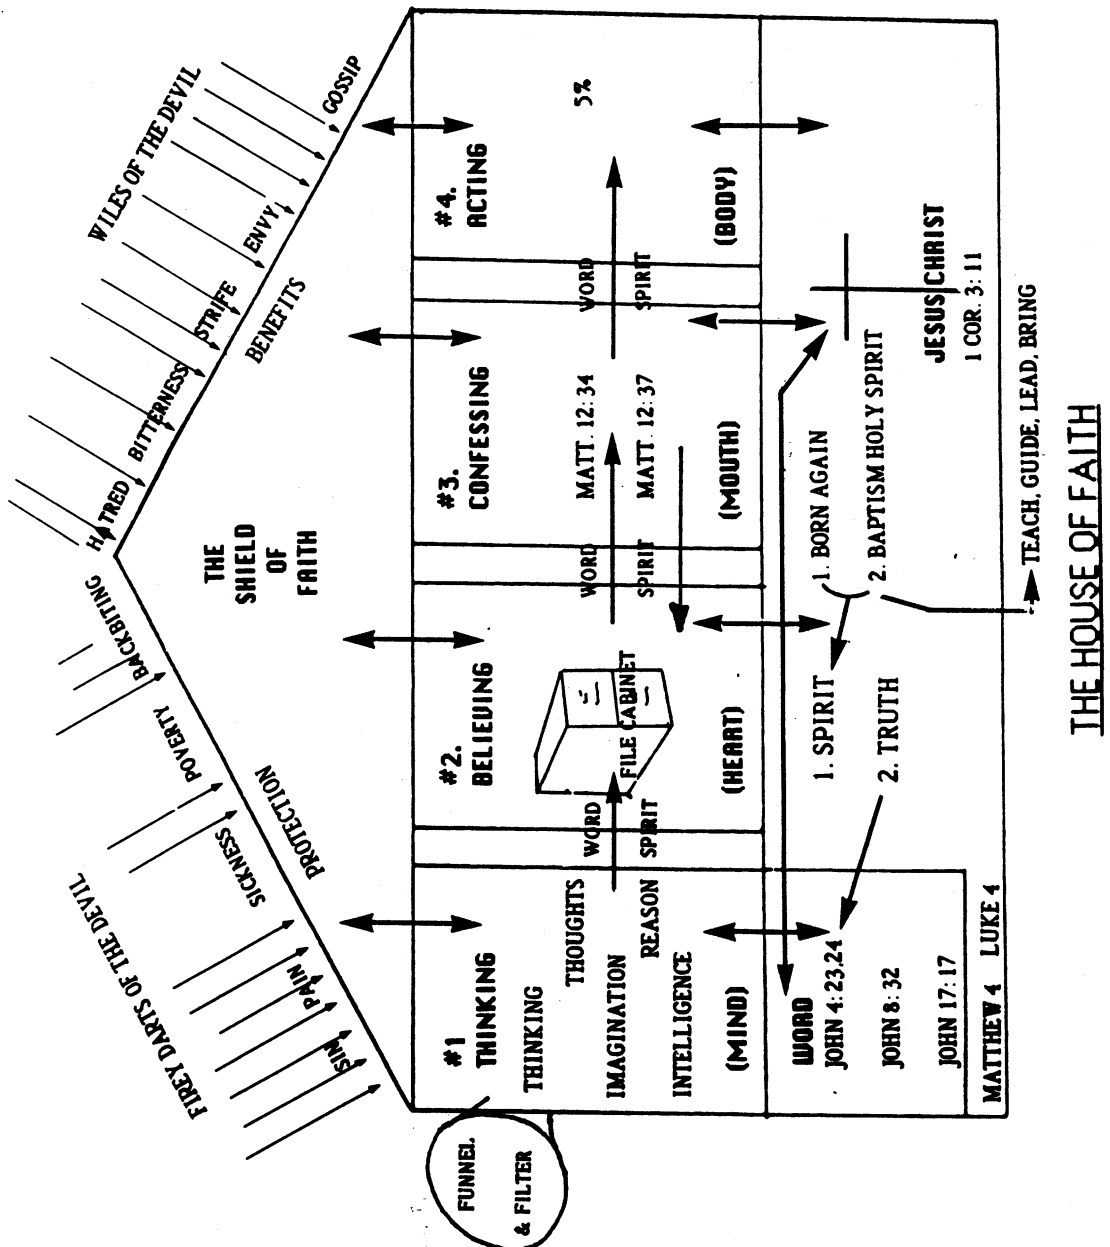 WILES OF THE DEVIL
FIREY DARTS OF THE DEVIL
SIN
PAIN
SICKNESS
POVERTY
BACKBITING
HATRED
BITTERNESS
STRIFE
ENVY
GOSSIP
THE
SHIELD
OF
FAITH
PROTECTION
BENEFITS
FUNNEL
& FILTER
#1
THINKING
THINKING
THOUGHTS
IMAGINATION
REASON
INTELLIGENCE
(MIND)
WORD
SPIRIT
#2.
BELIEVING
FILE CABINET
(HEART)
WORD
SPIRIT
#3.
CONFESSING
MATT. 12:34
MATT. 12:37
(MOUTH)
WORD
SPIRIT
#4.
ACTING
5%
(BODY)
WORD
JOHN 4:23,24
JOHN 8:32
JOHN 17:17
MATTHEW 4 LUKE 4
1. SPIRIT
2. TRUTH
1. BORN AGAIN
2. BAPTISM HOLY SPIRIT
JESUS CHRIST
1 COR. 3:11
TEACH, GUIDE, LEAD, BRING
THE HOUSE OF FAITH